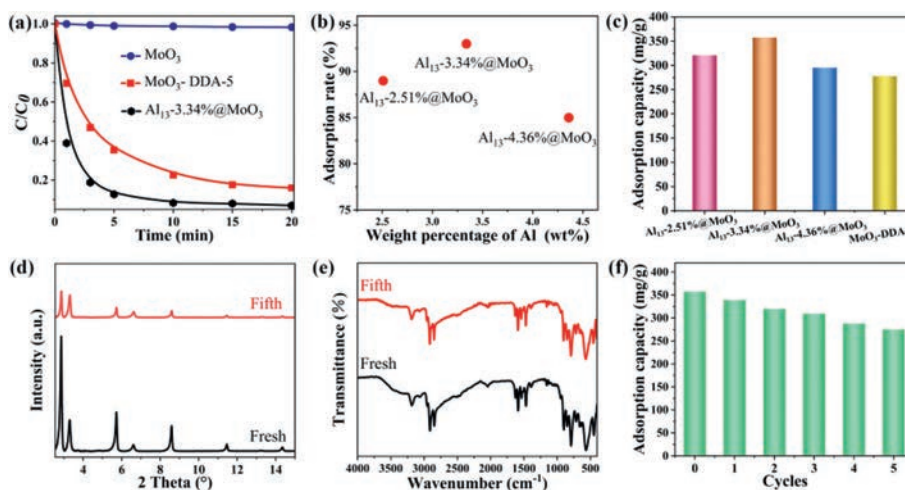 (a)
C/C0
1.0
0.8
0.6
0.4
0.2
MoO3
MoO3- DDA-5
Al13-3.34%@MoO3
0 5 10 15 20
Time (min)
(b)
Adsorption rate (%)
95
90
85
80
75
Al13-3.34%@MoO3
Al13-2.51%@MoO3
Al13-4.36%@MoO3
2.5 3.0 3.5 4.0 4.5
Weight percentage of Al (wt%)
(c)
Adsorption capacity (mg/g)
400
350
300
250
200
150
100
50
0
Al13-2.51%@MoO3
Al13-3.34%@MoO3
Al13-4.36%@MoO3
MoO3-DDA
(d)
Intensity (a.u.)
Fifth
Fresh
4 6 8 10 12 14
2 Theta (°)
(e)
Transmittance (%)
Fifth
Fresh
4000 3500 3000 2500 2000 1500 1000 500
Wavenumber (cm-1)
(f)
Adsorption capacity (mg/g)
400
350
300
250
200
150
100
50
0
0 1 2 3 4 5
Cycles